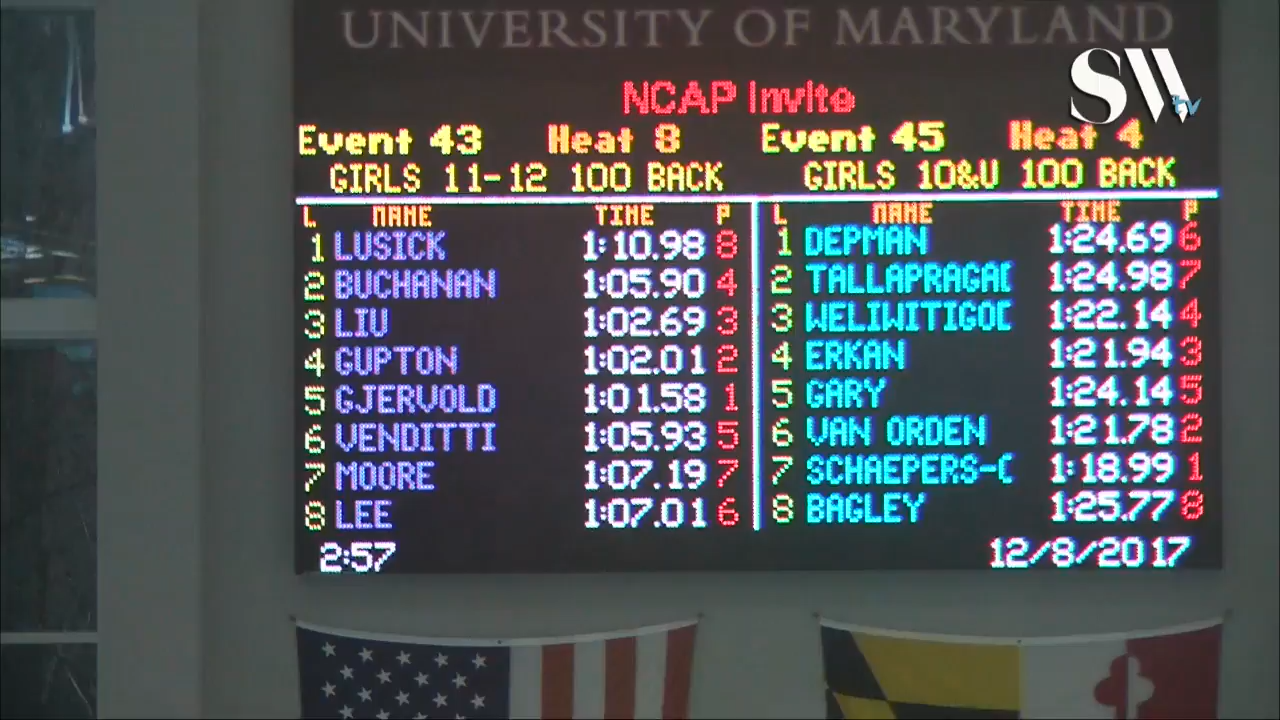 UNIVERSITY OF MARYLAND
SW tv
NCAP Invite
Event 43 Heat 8 Event 45 Heat 4
GIRLS 11-12 100 BACK GIRLS 10&U 100 BACK
L NAME TIME P L NAME TIME P
1 LUSICK 1:10.98 8 1 DEPMAN 1:24.69 6
2 BUCHANAN 1:05.90 4 2 TALLAPRAGAD 1:24.98 7
3 LIU 1:02.69 3 3 WELIWITIGOD 1:22.14 4
4 GUPTON 1:02.01 2 4 ERKAN 1:21.94 3
5 GJERVOLD 1:01.58 1 5 GARY 1:24.14 5
6 VENDITTI 1:05.93 5 6 VAN ORDEN 1:21.78 2
7 MOORE 1:07.19 7 7 SCHAEPERS-C 1:18.99 1
8 LEE 1:07.01 6 8 BAGLEY 1:25.77 8
2:57 12/8/2017